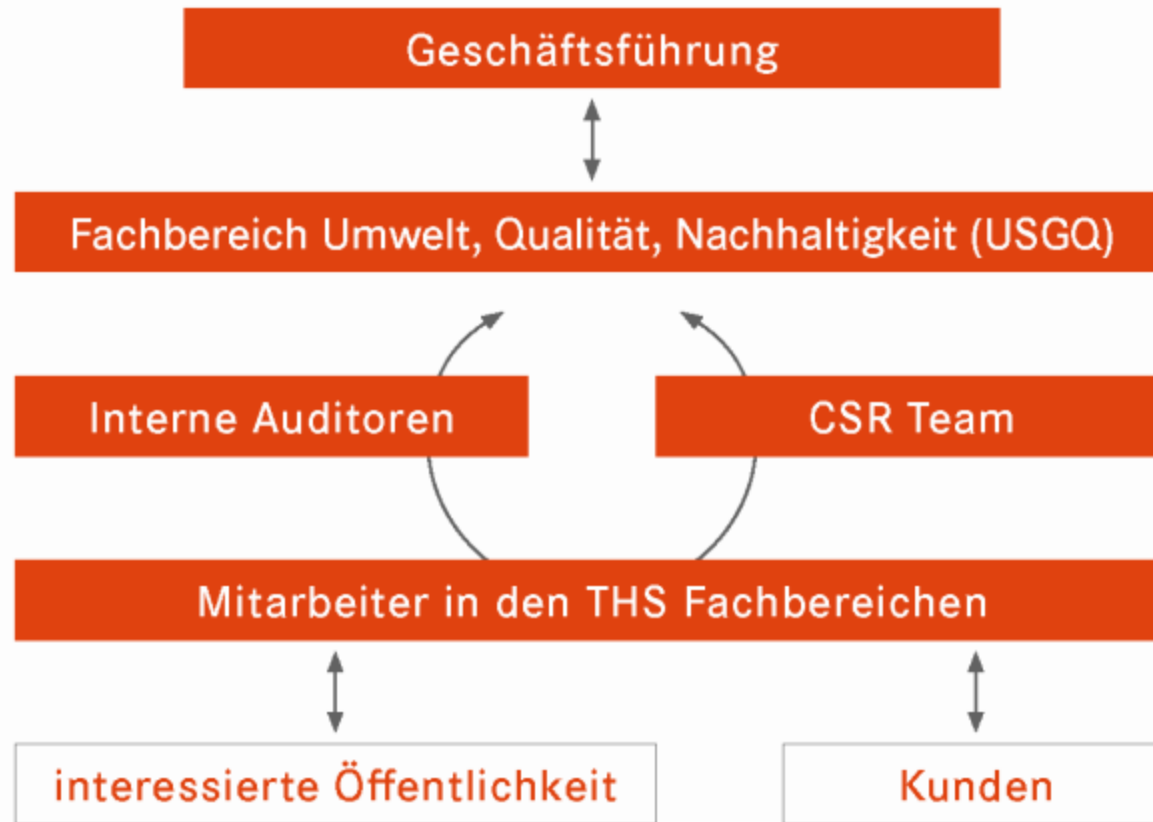 Geschäftsführung
Fachbereich Umwelt, Qualität, Nachhaltigkeit (USGQ)
Interne Auditoren
CSR Team
Mitarbeiter in den THS Fachbereichen
interessierte Öffentlichkeit
Kunden